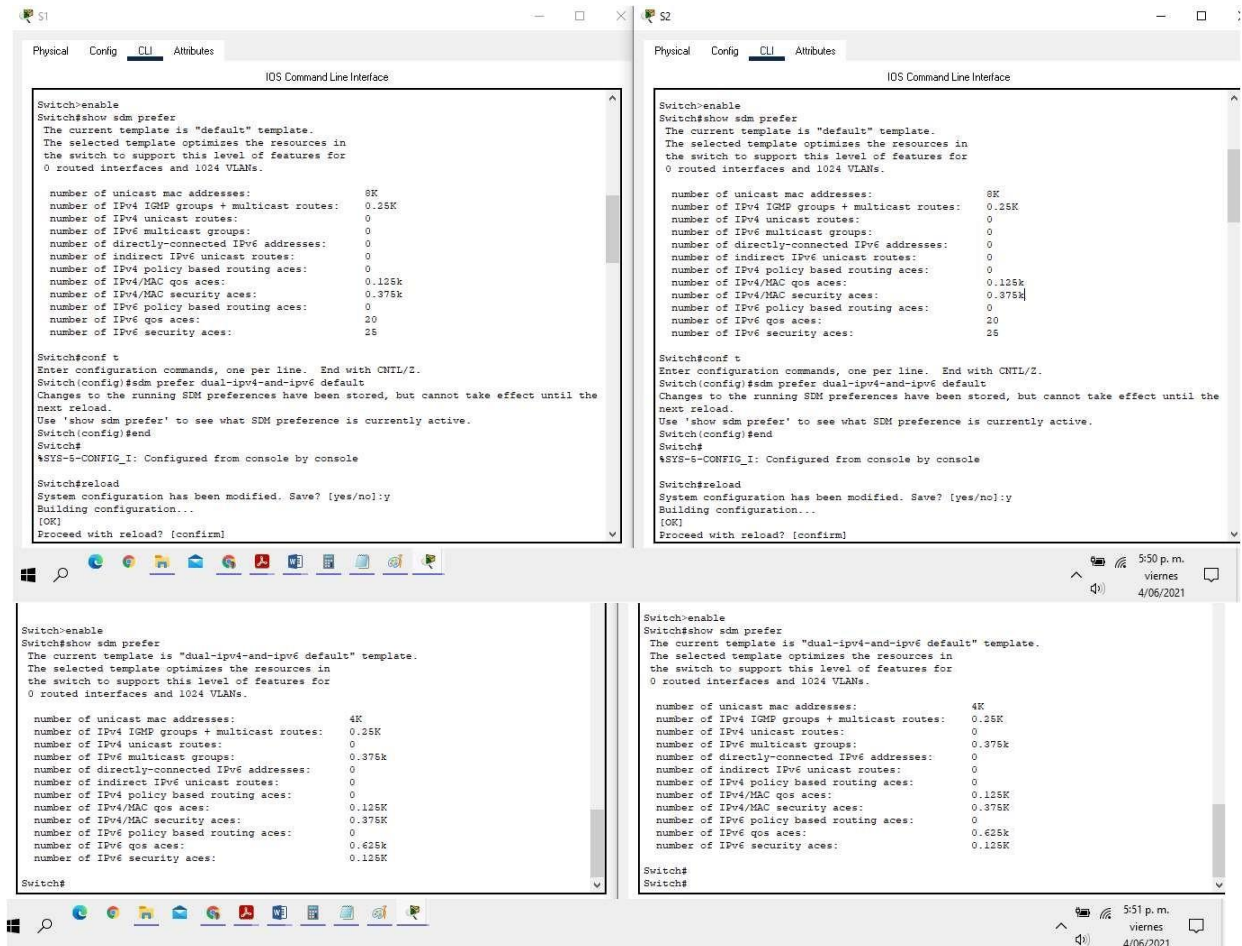 S1
Physical Config CLI Attributes
IOS Command Line Interface
Switch>enable
Switch#show sdm prefer
The current template is "default" template.
The selected template optimizes the resources in
the switch to support this level of features for
0 routed interfaces and 1024 VLANs.
number of unicast mac addresses: 8K
number of IPv4 IGMP groups + multicast routes: 0.25K
number of IPv4 unicast routes: 0
number of IPv6 multicast groups: 0
number of directly-connected IPv6 addresses: 0
number of indirect IPv6 unicast routes: 0
number of IPv4 policy based routing aces: 0
number of IPv4/MAC qos aces: 0.125k
number of IPv4/MAC security aces: 0.375k
number of IPv6 policy based routing aces: 0
number of IPv6 qos aces: 20
number of IPv6 security aces: 25
Switch#conf t
Enter configuration commands, one per line. End with CNTL/Z.
Switch(config)#sdm prefer dual-ipv4-and-ipv6 default
Changes to the running SDM preferences have been stored, but cannot take effect until the
next reload.
Use 'show sdm prefer' to see what SDM preference is currently active.
Switch(config)#end
Switch#
%SYS-5-CONFIG_I: Configured from console by console
Switch#reload
System configuration has been modified. Save? [yes/no]:y
Building configuration...
[OK]
Proceed with reload? [confirm]
S2
Physical Config CLI Attributes
IOS Command Line Interface
Switch>enable
Switch#show sdm prefer
The current template is "default" template.
The selected template optimizes the resources in
the switch to support this level of features for
0 routed interfaces and 1024 VLANs.
number of unicast mac addresses: 8K
number of IPv4 IGMP groups + multicast routes: 0.25K
number of IPv4 unicast routes: 0
number of IPv6 multicast groups: 0
number of directly-connected IPv6 addresses: 0
number of indirect IPv6 unicast routes: 0
number of IPv4 policy based routing aces: 0
number of IPv4/MAC qos aces: 0.125k
number of IPv4/MAC security aces: 0.375k
number of IPv6 policy based routing aces: 0
number of IPv6 qos aces: 20
number of IPv6 security aces: 25
Switch#conf t
Enter configuration commands, one per line. End with CNTL/Z.
Switch(config)#sdm prefer dual-ipv4-and-ipv6 default
Changes to the running SDM preferences have been stored, but cannot take effect until the
next reload.
Use 'show sdm prefer' to see what SDM preference is currently active.
Switch(config)#end
Switch#
%SYS-5-CONFIG_I: Configured from console by console
Switch#reload
System configuration has been modified. Save? [yes/no]:y
Building configuration...
[OK]
Proceed with reload? [confirm]
5:50 p. m.
viernes
4/06/2021
Switch>enable
Switch#show sdm prefer
The current template is "dual-ipv4-and-ipv6 default" template.
The selected template optimizes the resources in
the switch to support this level of features for
0 routed interfaces and 1024 VLANs.
number of unicast mac addresses: 4K
number of IPv4 IGMP groups + multicast routes: 0.25K
number of IPv4 unicast routes: 0
number of IPv6 multicast groups: 0.375k
number of directly-connected IPv6 addresses: 0
number of indirect IPv6 unicast routes: 0
number of IPv4 policy based routing aces: 0
number of IPv4/MAC qos aces: 0.125K
number of IPv4/MAC security aces: 0.375K
number of IPv6 policy based routing aces: 0
number of IPv6 qos aces: 0.625k
number of IPv6 security aces: 0.125K
Switch#
Switch>enable
Switch#show sdm prefer
The current template is "dual-ipv4-and-ipv6 default" template.
The selected template optimizes the resources in
the switch to support this level of features for
0 routed interfaces and 1024 VLANs.
number of unicast mac addresses: 4K
number of IPv4 IGMP groups + multicast routes: 0.25K
number of IPv4 unicast routes: 0
number of IPv6 multicast groups: 0.375k
number of directly-connected IPv6 addresses: 0
number of indirect IPv6 unicast routes: 0
number of IPv4 policy based routing aces: 0
number of IPv4/MAC qos aces: 0.125K
number of IPv4/MAC security aces: 0.375K
number of IPv6 policy based routing aces: 0
number of IPv6 qos aces: 0.625k
number of IPv6 security aces: 0.125K
Switch#
Switch#
5:51 p. m.
viernes
4/06/2021